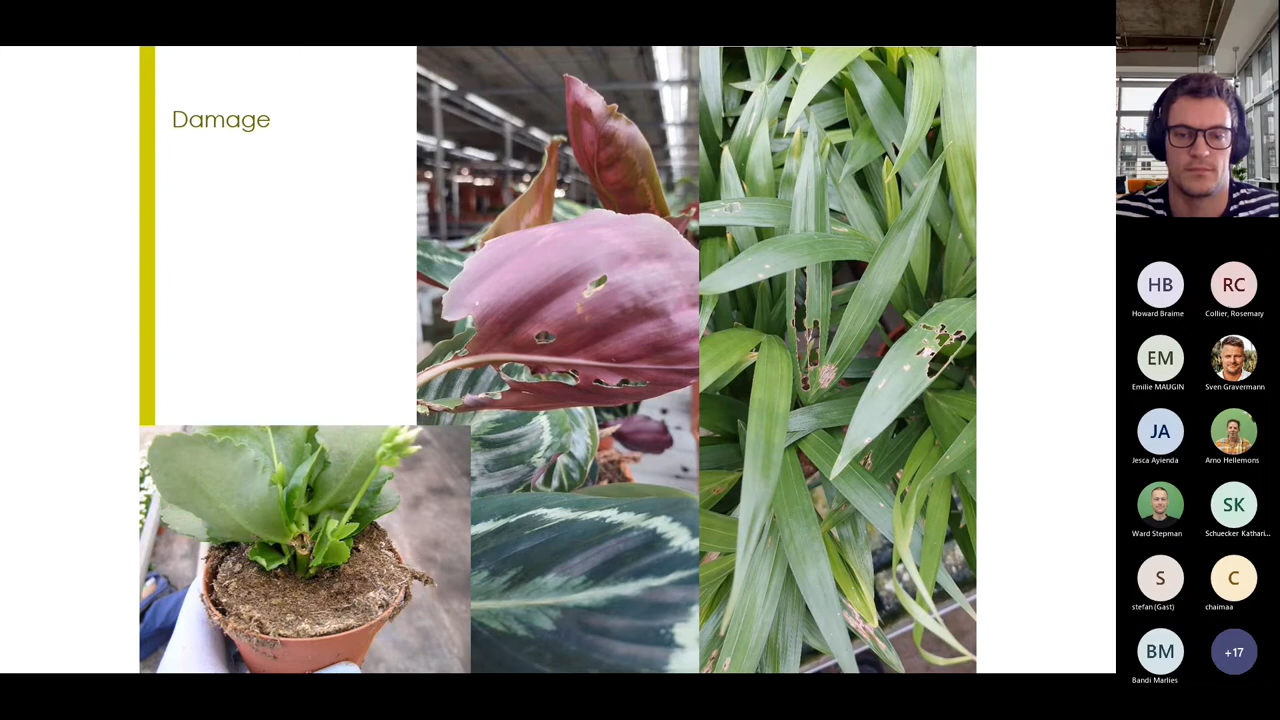 Damage
HB
RC
Howard Braime
Collier, Rosemary
EM
Emilie MAUGIN
Sven Gravermann
JA
Jesca Ayienda
Arno Hellemons
SK
Ward Stepman
Schuecker Kathari...
S
C
stefan (Gast)
chaimaa
BM
+17
Bandi Marlies